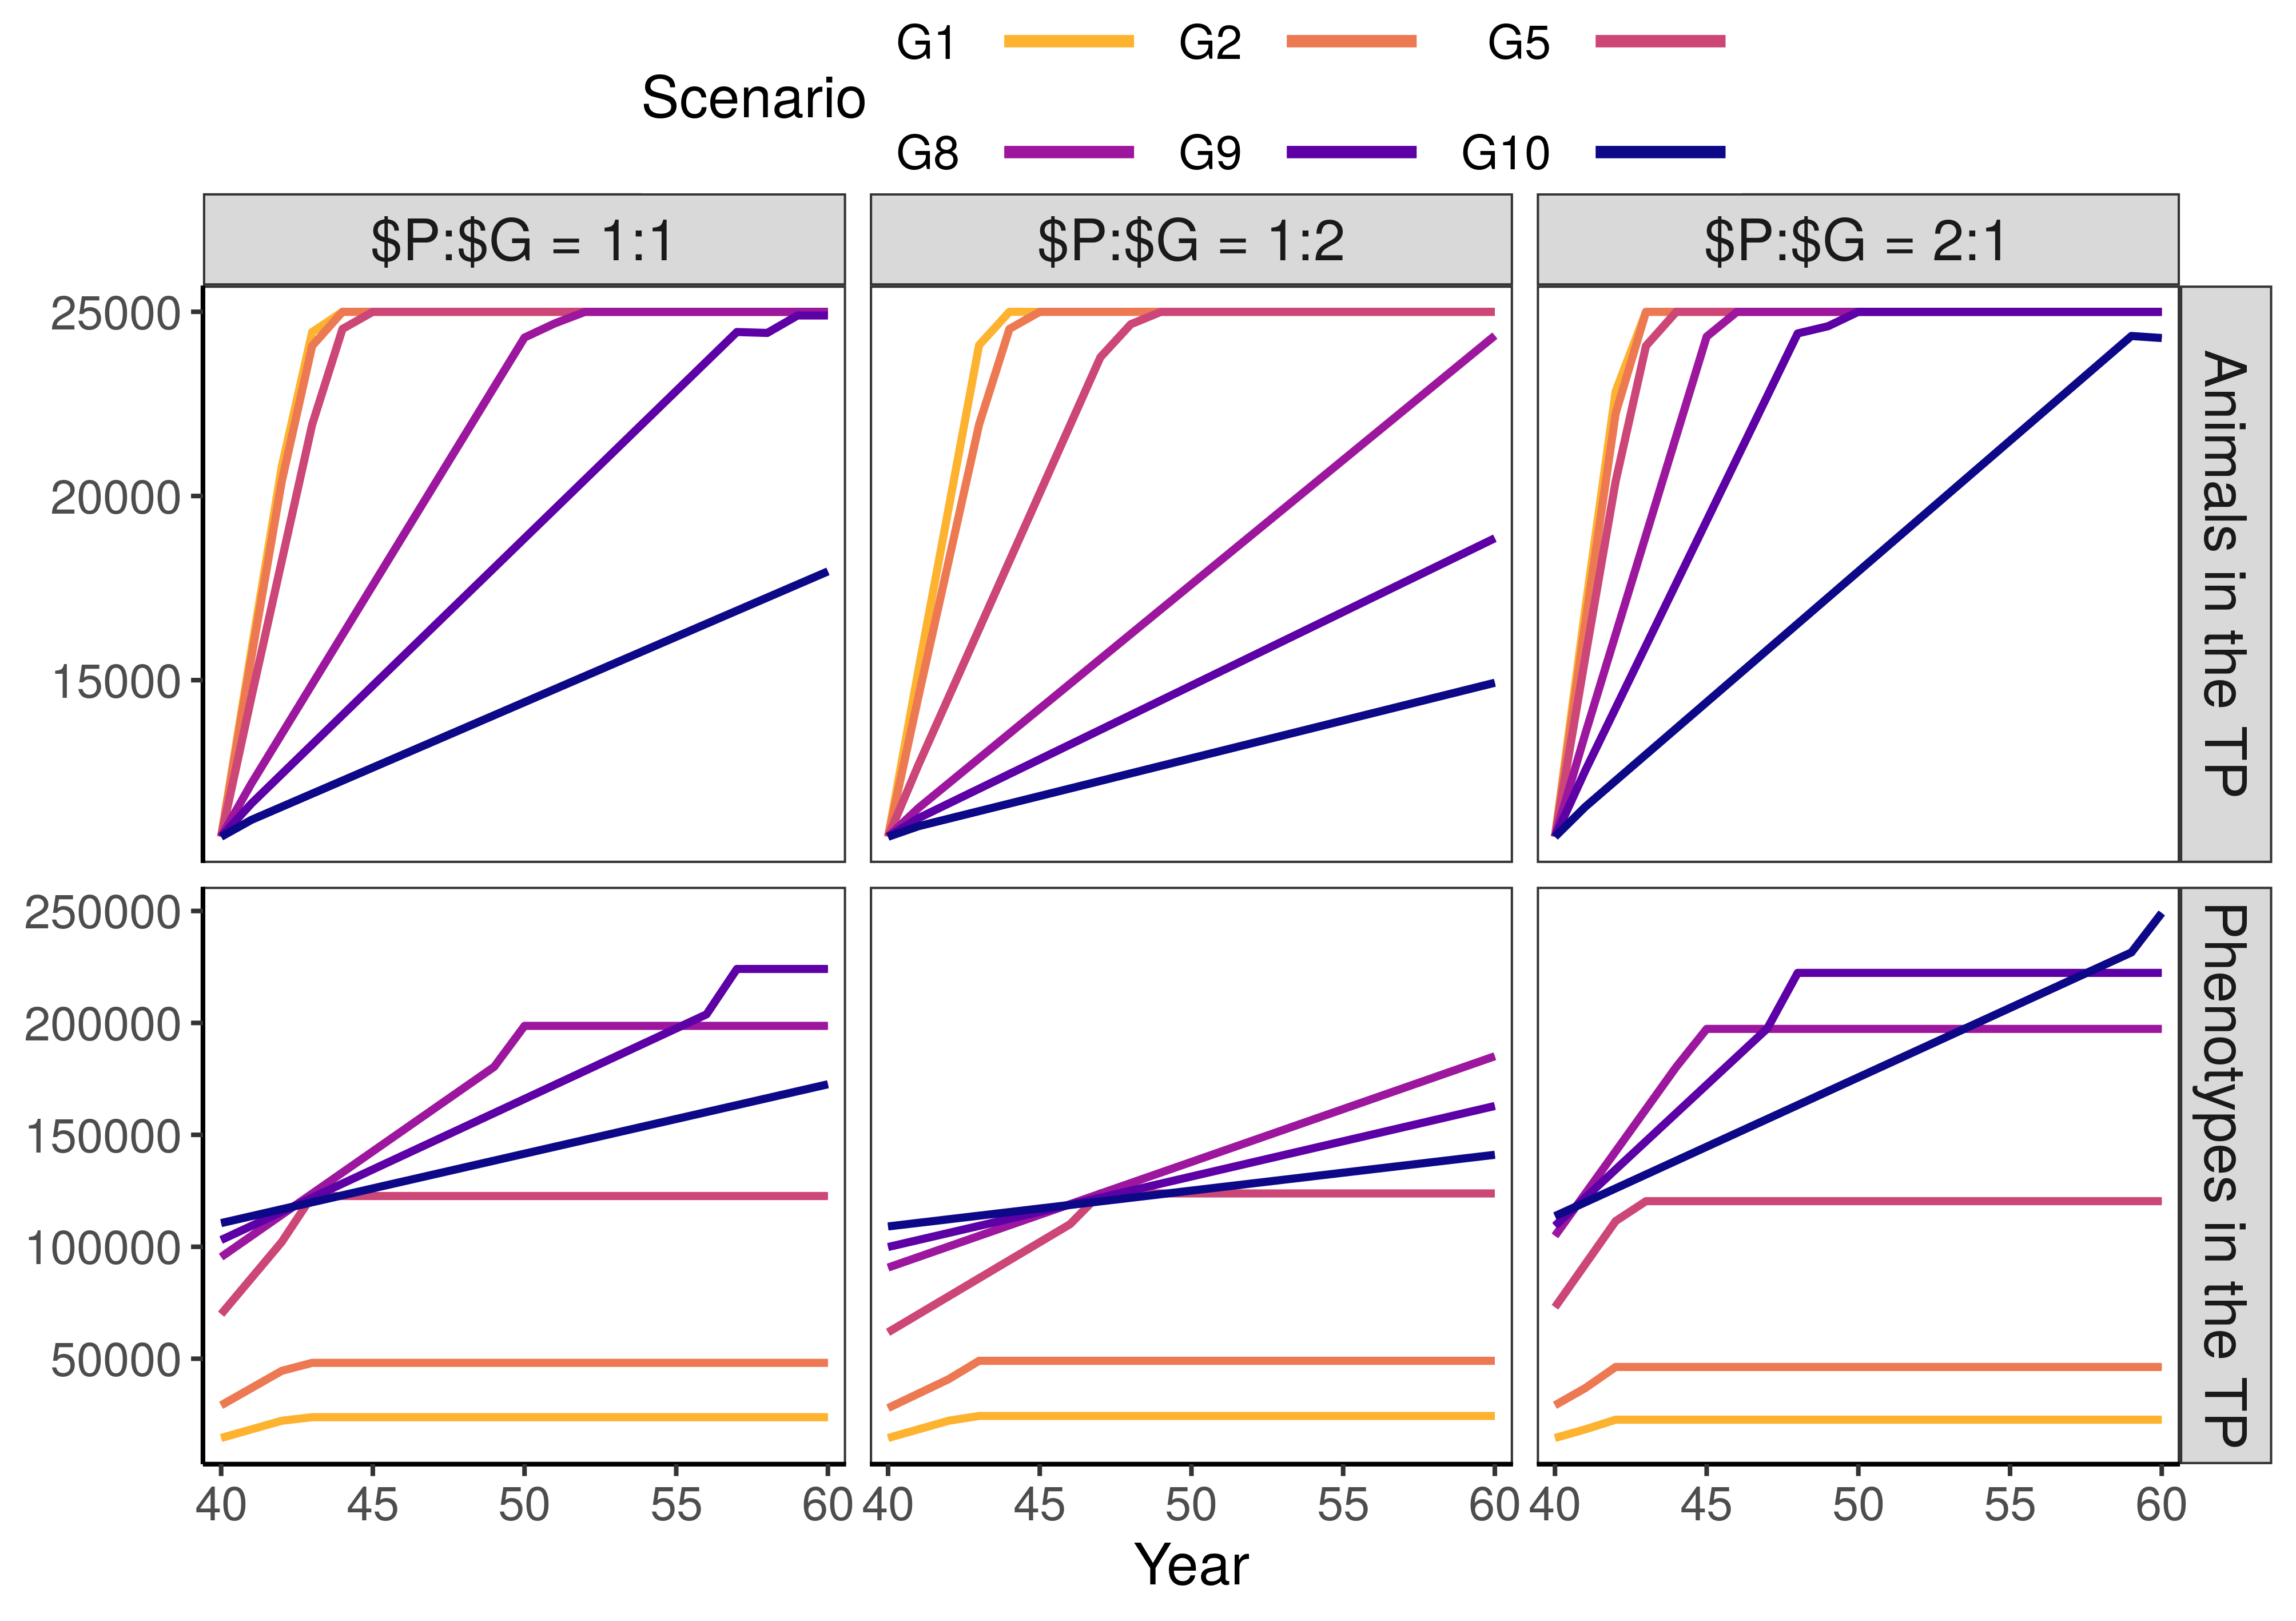 G1 G2 G5
Scenario
G8 G9 G10
$P:$G = 1:1 $P:$G = 1:2 $P:$G = 2:1
25000
20000
15000
Animals in the TP
250000
200000
150000
100000
50000
Phenotypes in the TP
40 45 50 55 60 40 45 50 55 60 40 45 50 55 60
Year